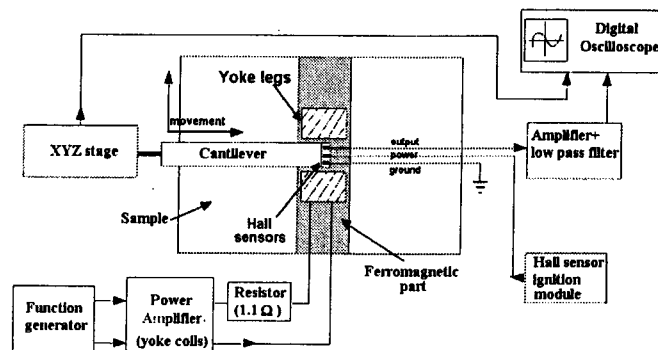 Digital
Oscilloscope
Yoke legs
movement
XYZ stage
Cantilever
output
power
ground
Amplifier+
low pass filter
Sample
Hall
sensors
Ferromagnetic
part
Hall sensor
ignition
module
Function
generator
Power
Amplifier
(yoke coils)
Resistor
(1.1 Ω)